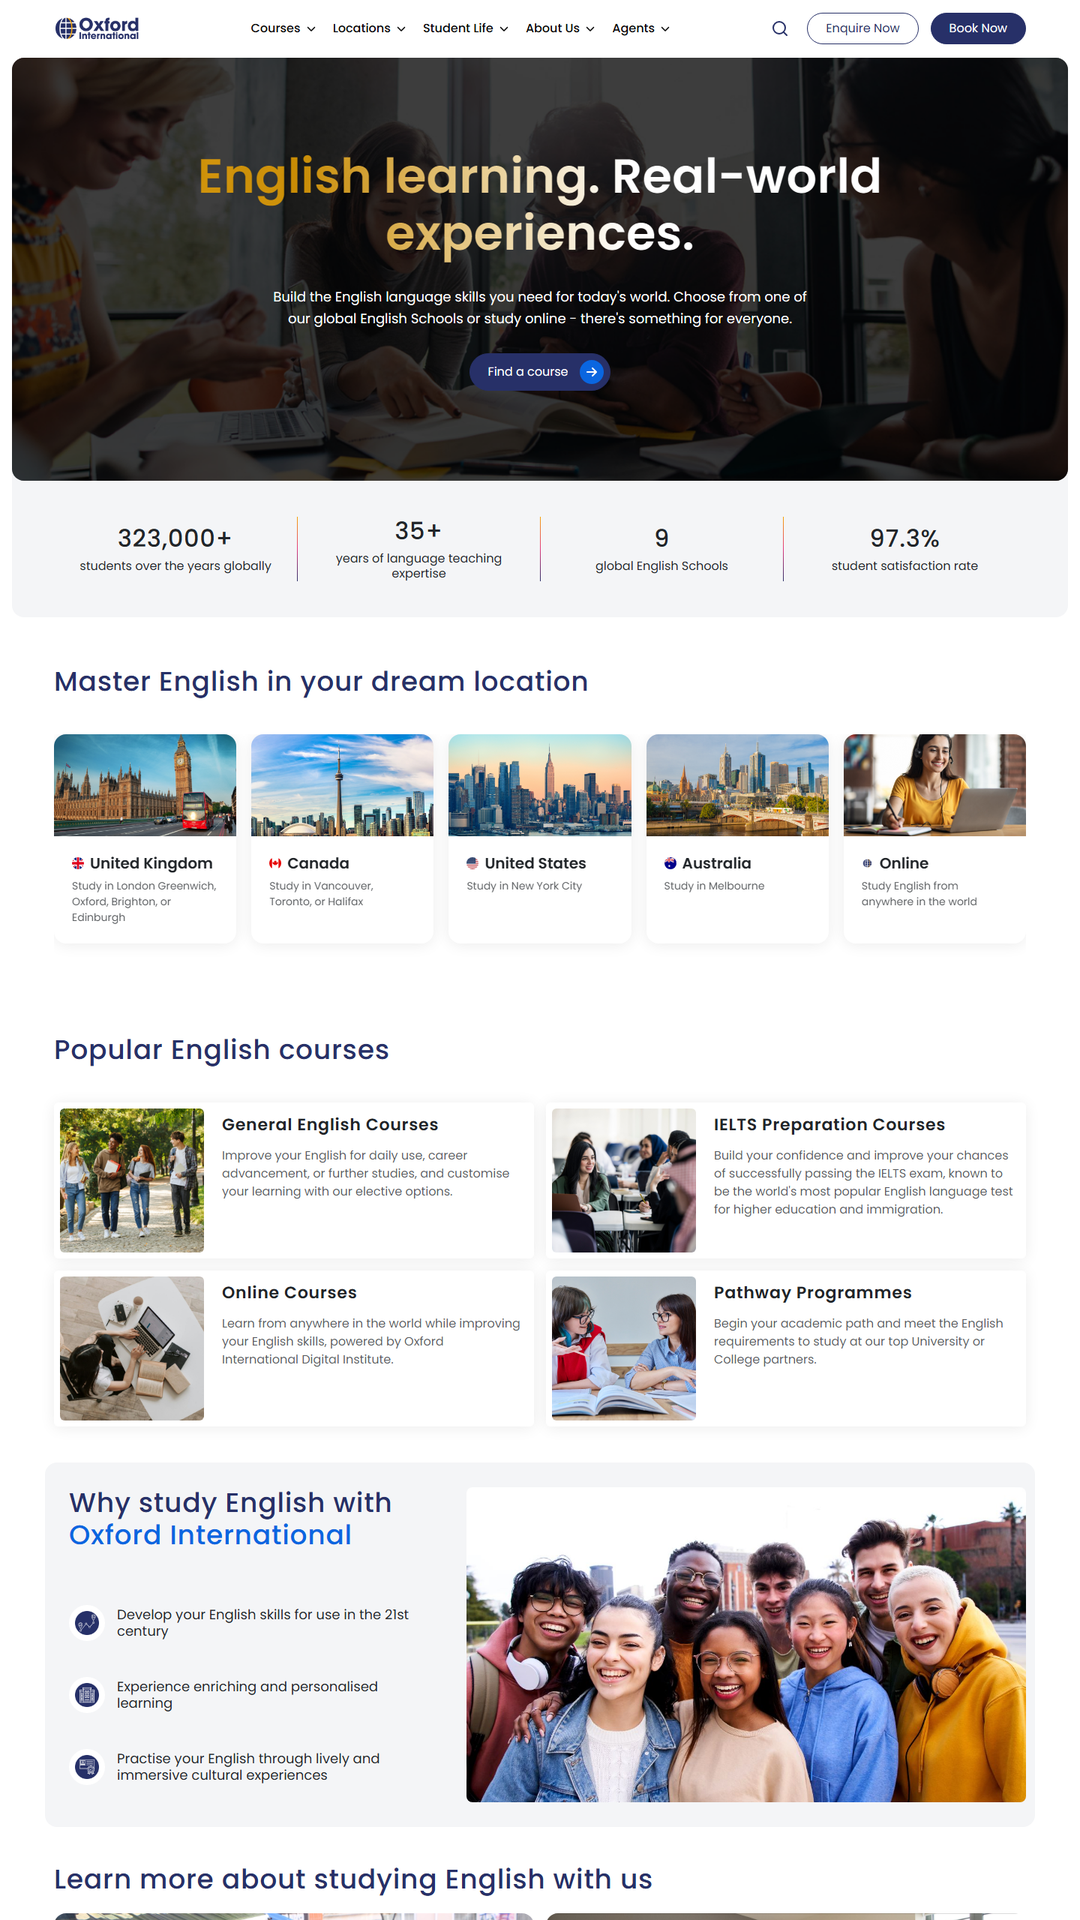 Oxford
International
Courses
Locations
Student Life
About Us
Agents
Enquire Now
Book Now
English learning. Real-world
experiences.
Build the English language skills you need for today's world. Choose from one of
our global English Schools or study online - there's something for everyone.
Find a course
323,000+
students over the years globally
35+
years of language teaching
expertise
9
global English Schools
97.3%
student satisfaction rate
Master English in your dream location
United Kingdom
Study in London Greenwich,
Oxford, Brighton, or
Edinburgh
Canada
Study in Vancouver,
Toronto, or Halifax
United States
Study in New York City
Australia
Study in Melbourne
Online
Study English from
anywhere in the world
Popular English courses
General English Courses
Improve your English for daily use, career
advancement, or further studies, and customise
your learning with our elective options.
IELTS Preparation Courses
Build your confidence and improve your chances
of successfully passing the IELTS exam, known to
be the world's most popular English language test
for higher education and immigration.
Online Courses
Learn from anywhere in the world while improving
your English skills, powered by Oxford
International Digital Institute.
Pathway Programmes
Begin your academic path and meet the English
requirements to study at our top University or
College partners.
Why study English with
Oxford International
Develop your English skills for use in the 21st
century
Experience enriching and personalised
learning
Practise your English through lively and
immersive cultural experiences
Learn more about studying English with us